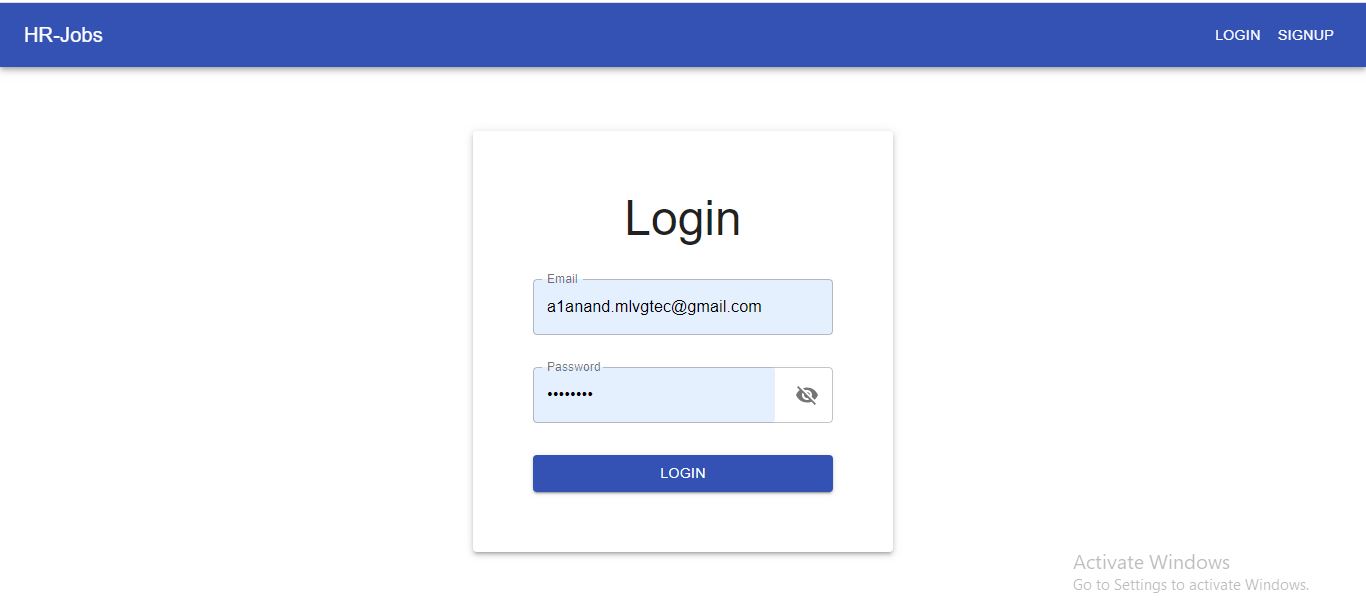 HR-Jobs
LOGIN SIGNUP
Login
Email
a1anand.mlvgtec@gmail.com
Password
••••••••
LOGIN
Activate Windows
Go to Settings to activate Windows.